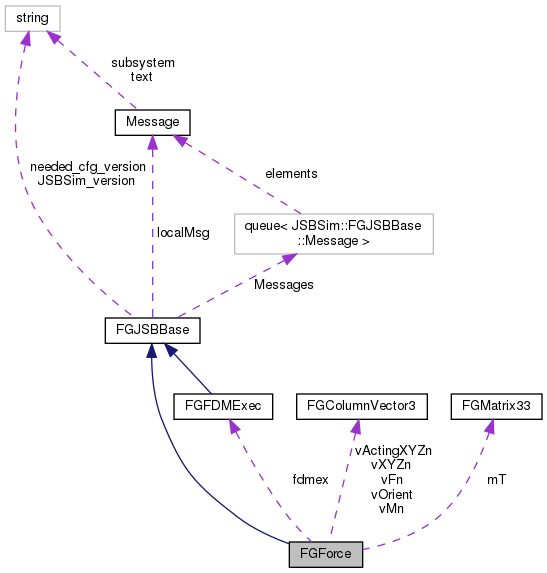 string
subsystem
text
Message
needed_cfg_version
JSBSim_version
elements
localMsg
queue< JSBSim::FGJSBBase
::Message >
Messages
FGJSBBase
FGFDMExec
FGColumnVector3
FGMatrix33
fdmex
vActingXYZn
vXYZn
vFn
vOrient
vMn
mT
FGForce